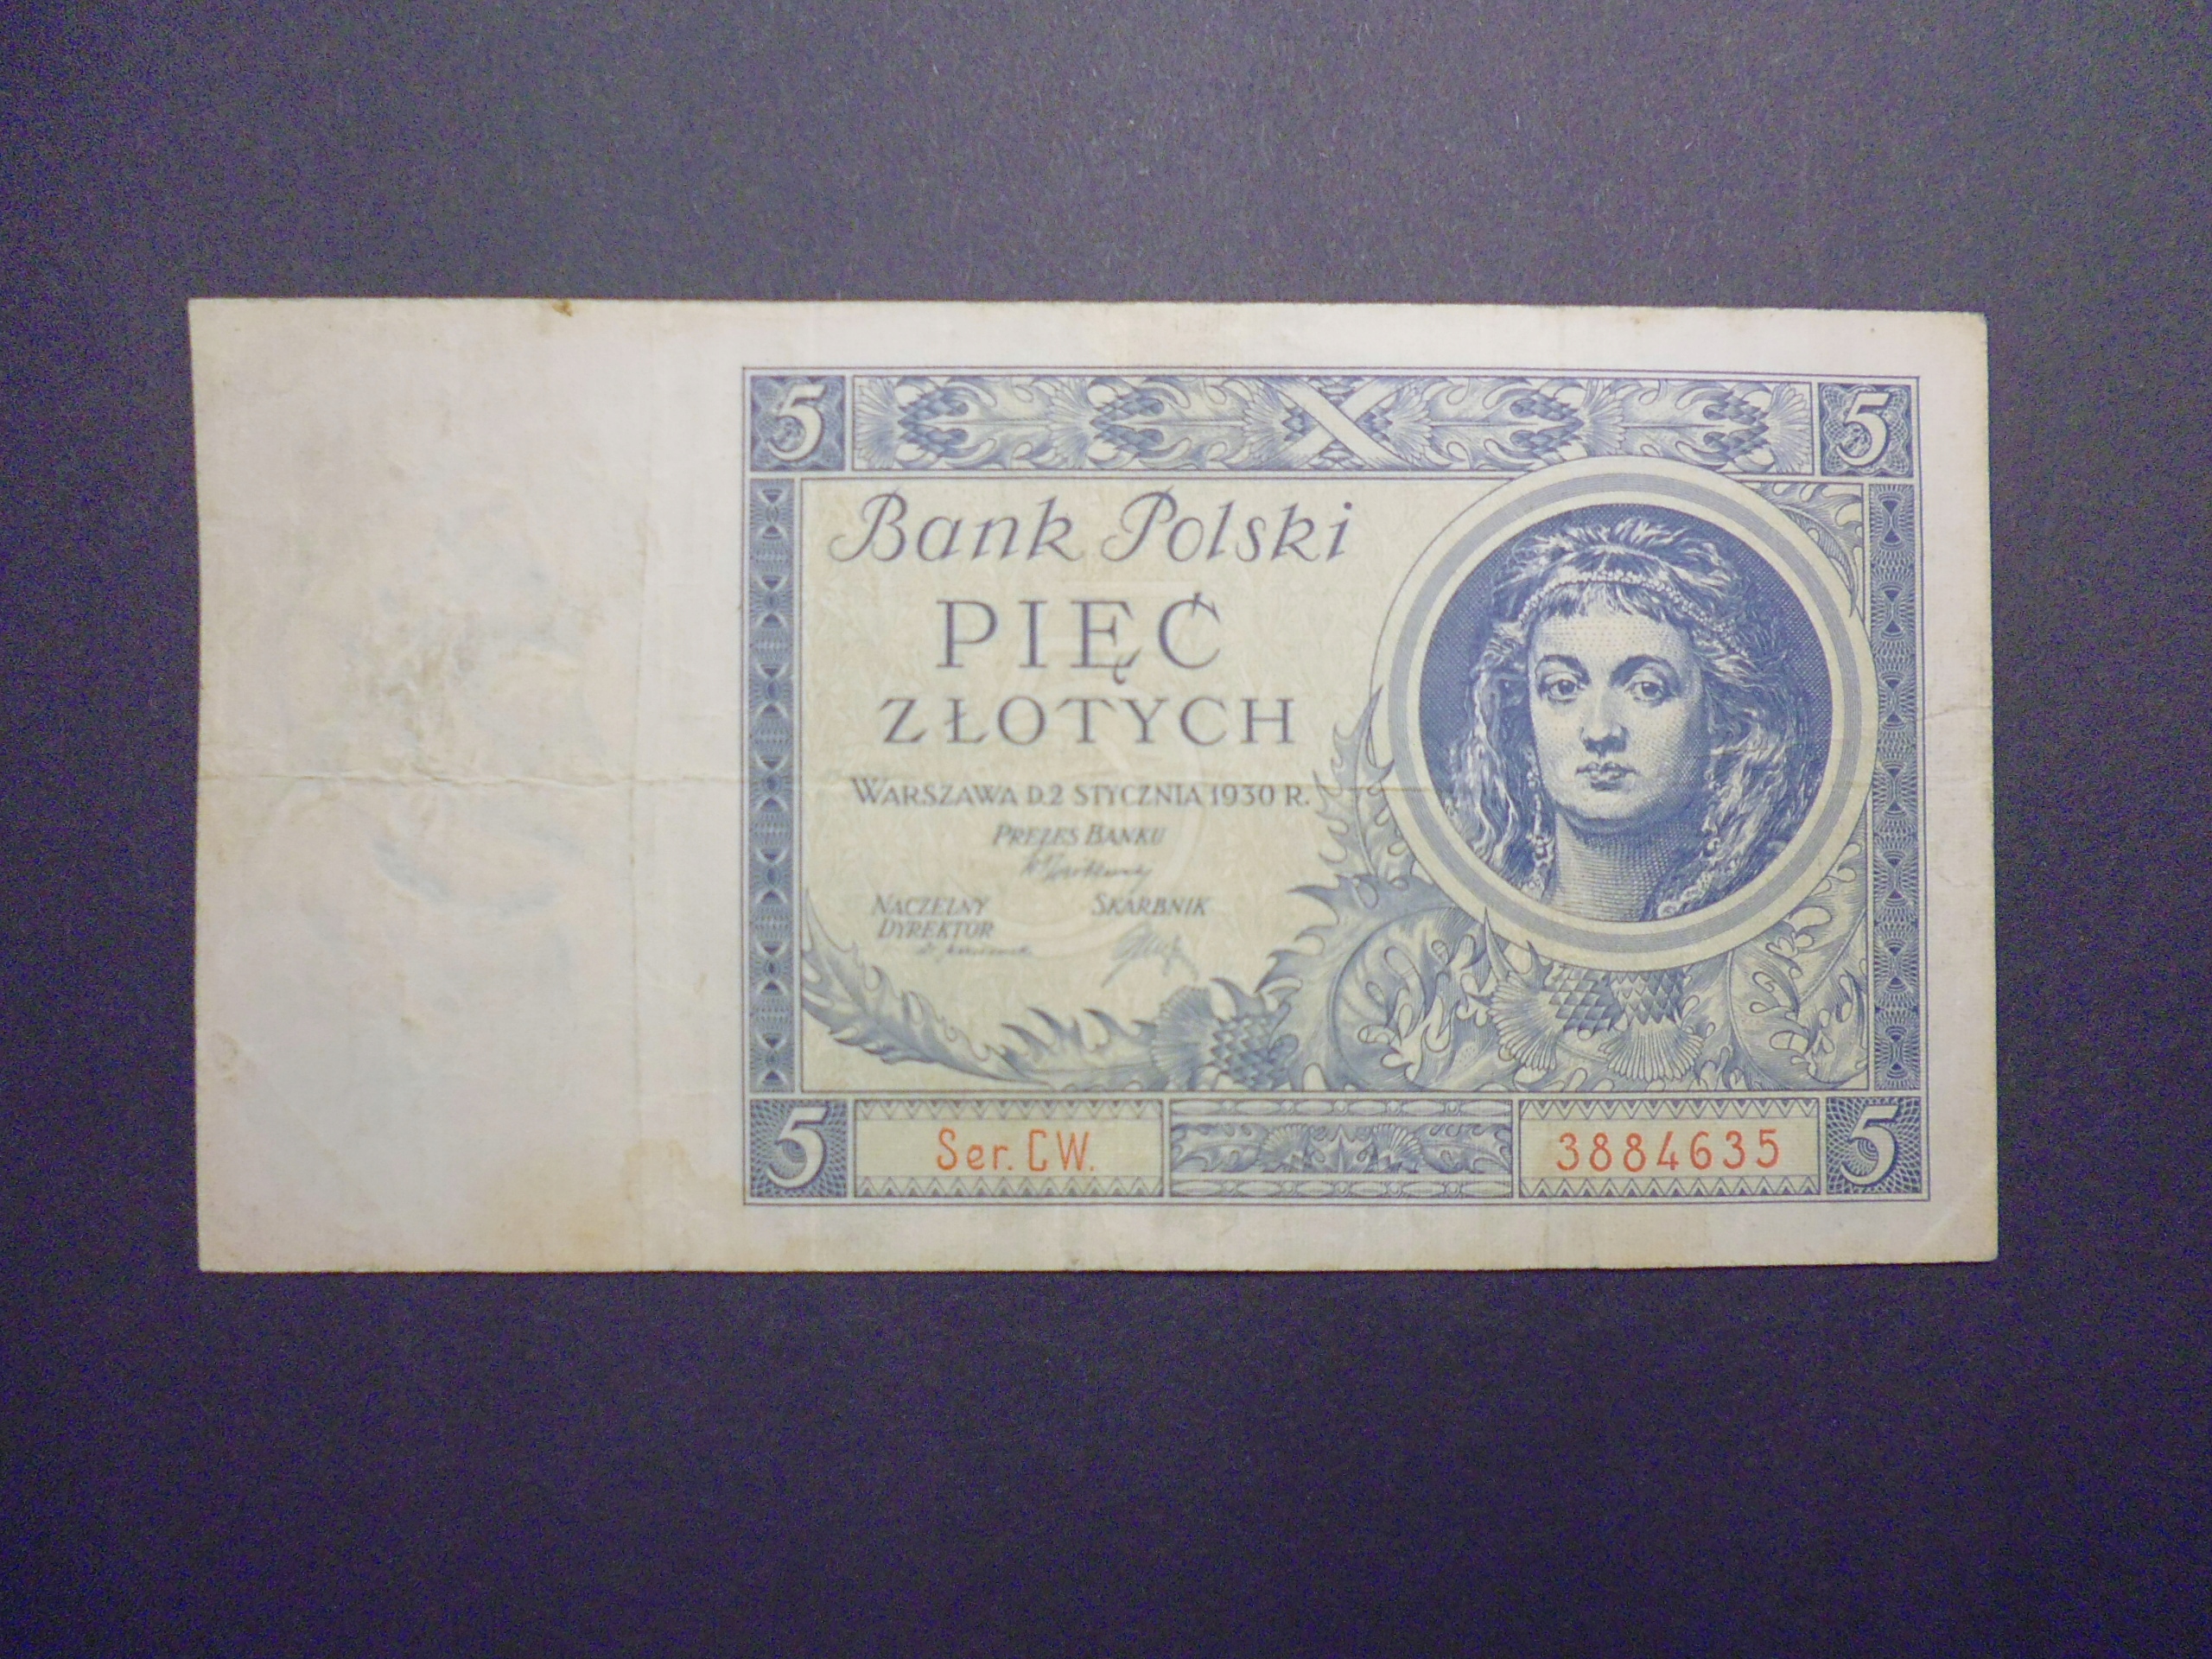 5 5
Bank Polski
PIĘĆ
ZŁOTYCH
WARSZAWA D.2 STYCZNIA 1930 R.
PREZES BANKU
NACZELNY SKARBNIK
DYREKTOR
5 Ser. CW. 3884635 5